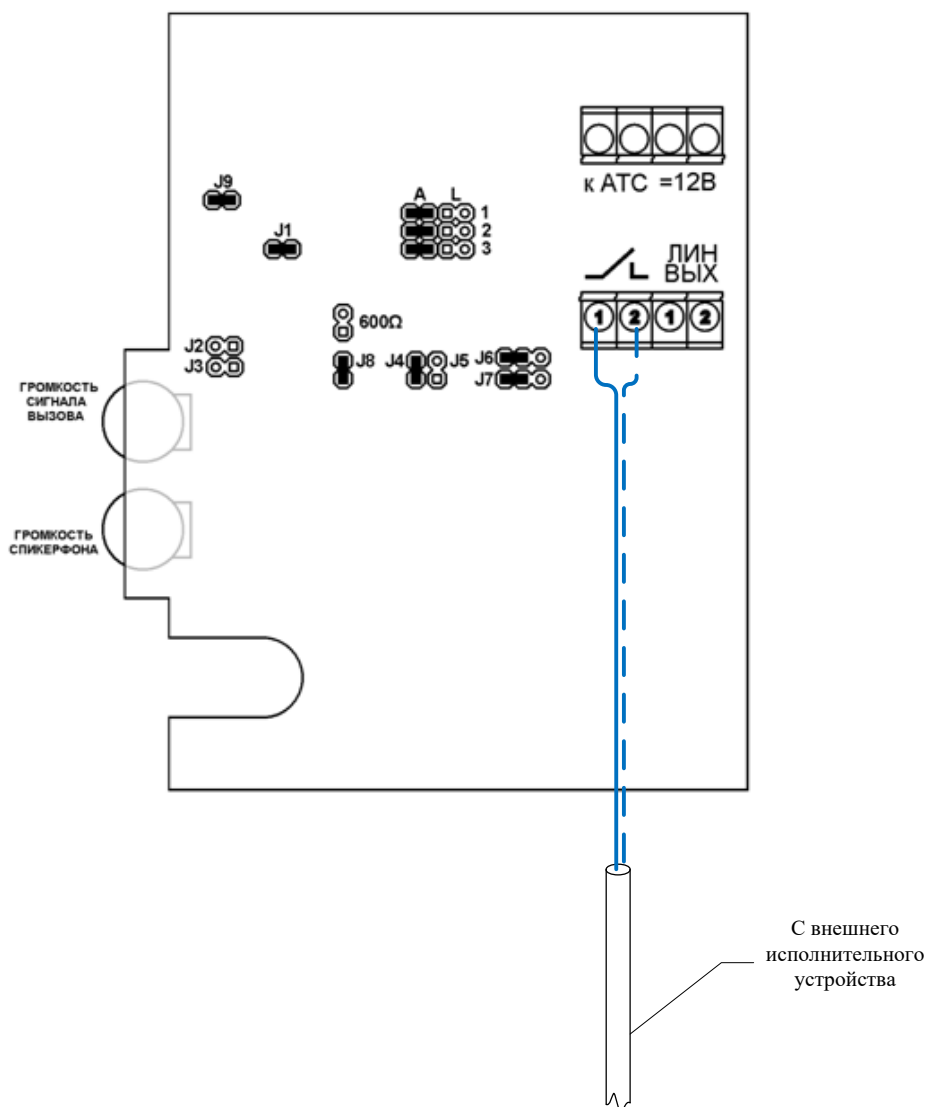 к АТС =12В
J9
A L
1
J1
2
3
ЛИН
ВЫХ
1 2 1 2
600Ω
J2
J3
J8 J4 J5 J6
J7
ГРОМКОСТЬ
СИГНАЛА
ВЫЗОВА
ГРОМКОСТЬ
СПИКЕРФОНА
С внешнего
исполнительного
устройства